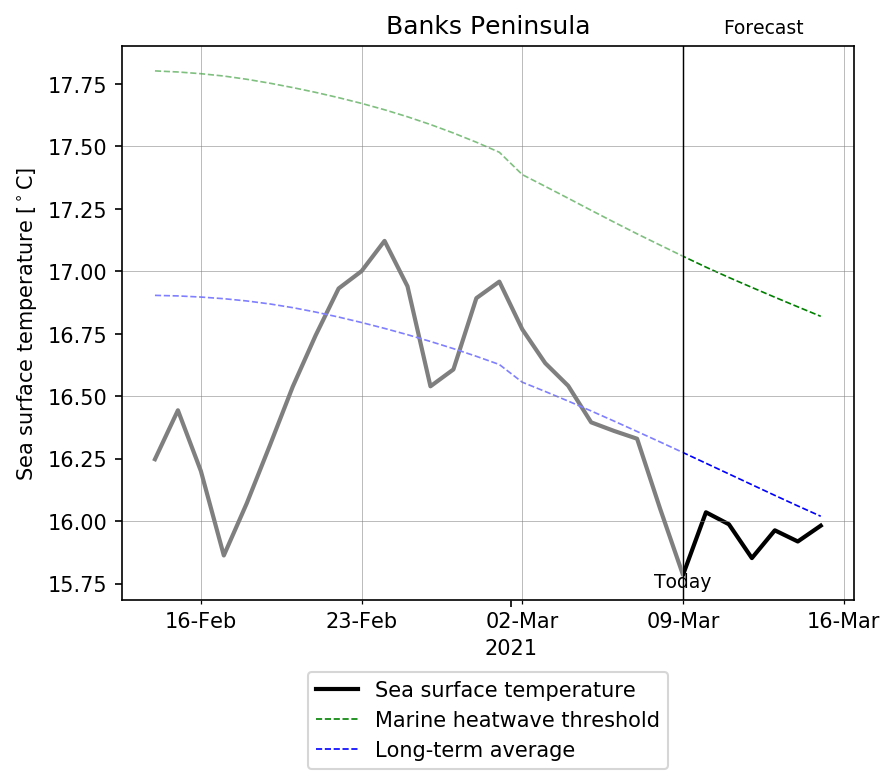 Banks Peninsula
Forecast
Sea surface temperature [°C]
17.75
17.50
17.25
17.00
16.75
16.50
16.25
16.00
15.75
Today
16-Feb 23-Feb 02-Mar 09-Mar 16-Mar
2021
Sea surface temperature
Marine heatwave threshold
Long-term average